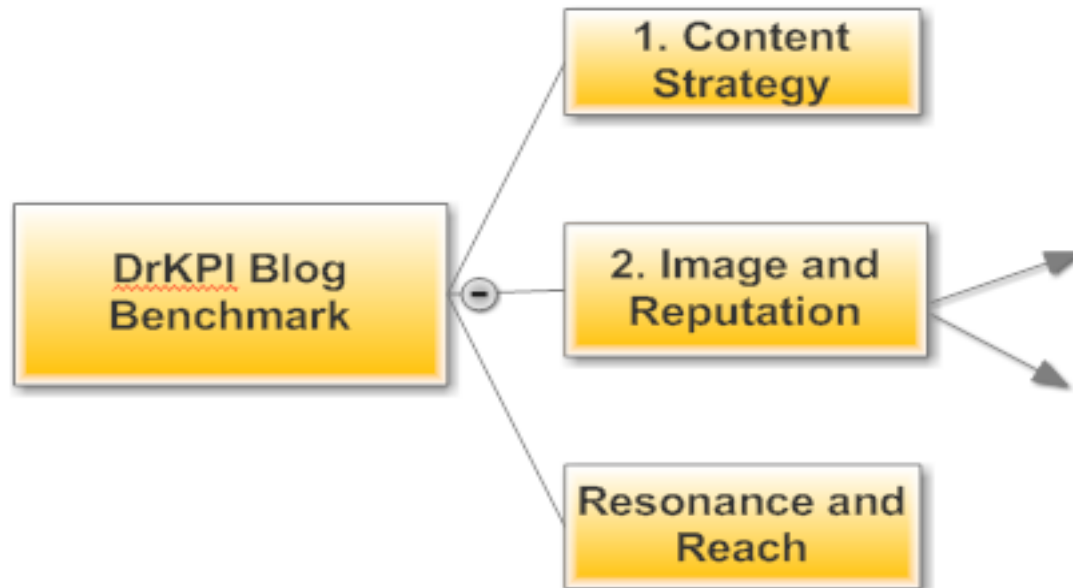 1. Content
Strategy
DrKPI Blog
Benchmark
2. Image and
Reputation
Resonance and
Reach